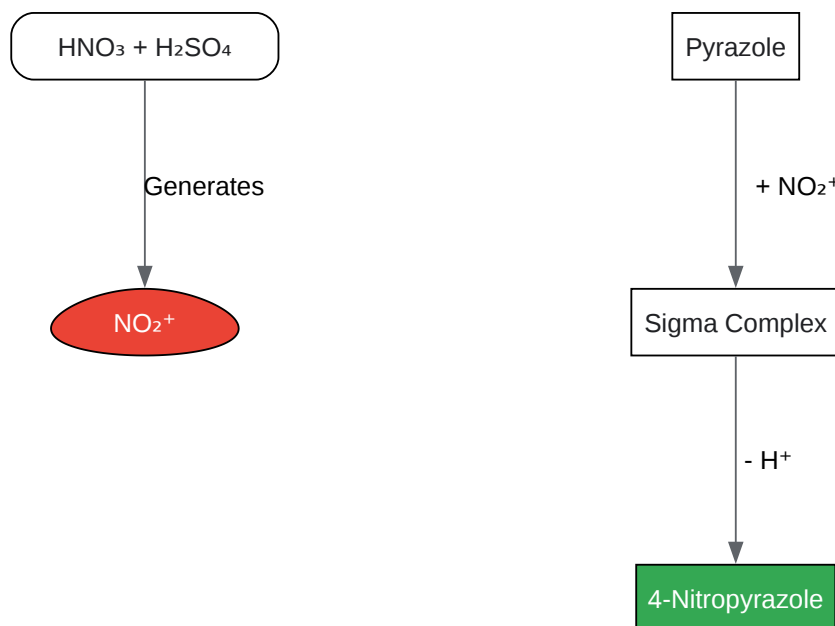 HNO₃ + H₂SO₄
Pyrazole
Generates
+ NO₂⁺
NO₂⁺
Sigma Complex
- H⁺
4-Nitropyrazole